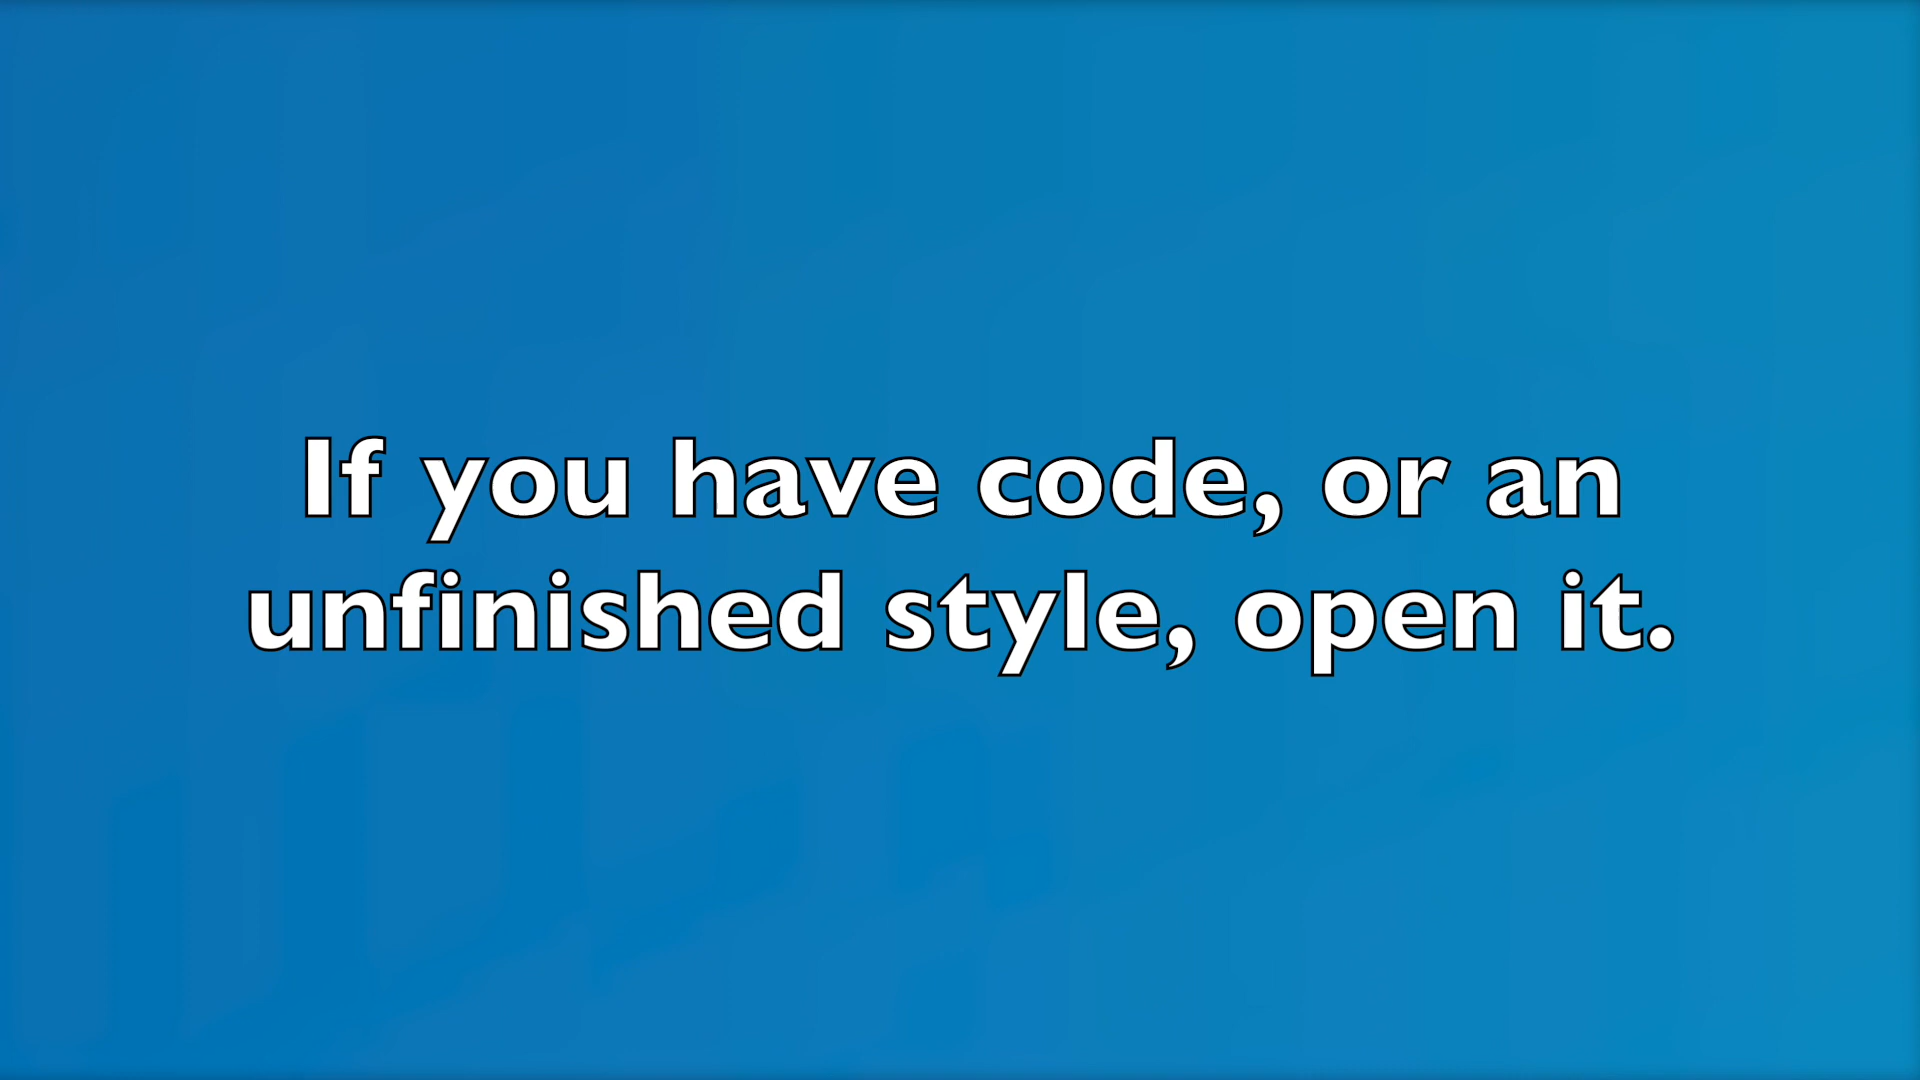 If you have code, or an
unfinished style, open it.